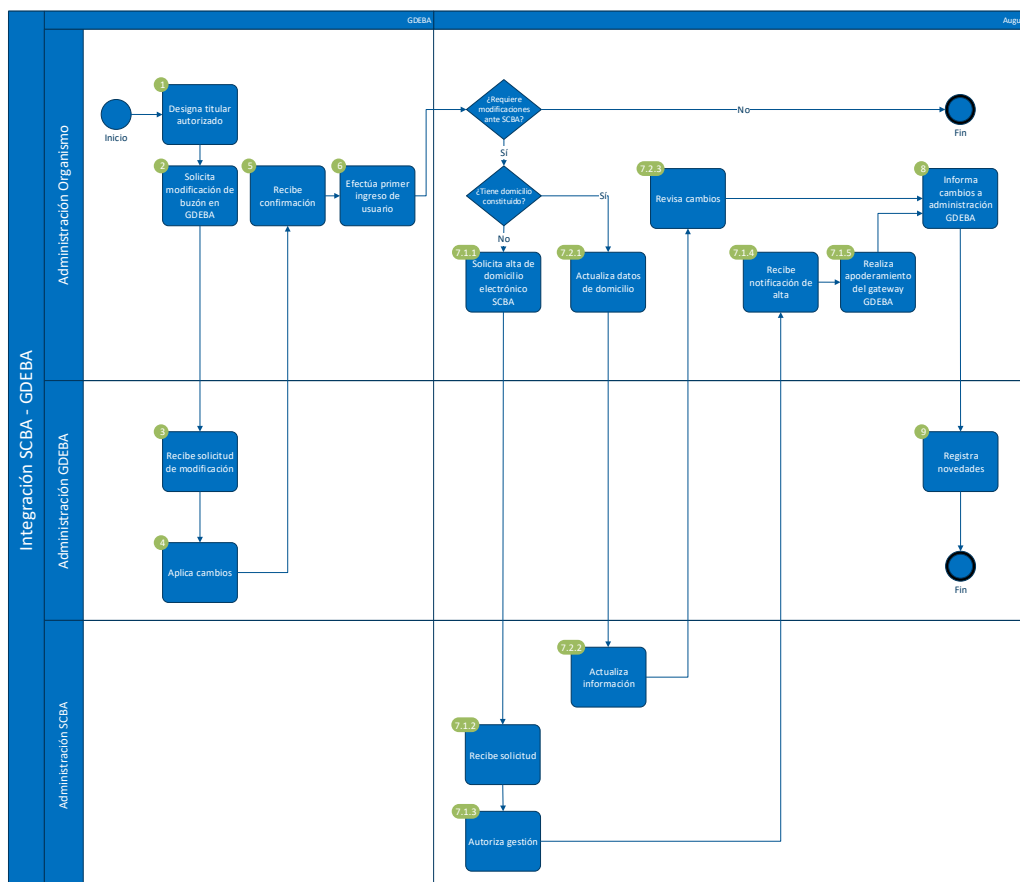 Integración SCBA - GDEBA
GDEBA
Augu
Administración Organismo
Inicio
1
Designa titular
autorizado
2
Solicita
modificación de
buzón en
GDEBA
5
Recibe
confirmación
6
Efectúa primer
ingreso de
usuario
¿Requiere
modificaciones
ante SCBA?
No
Fin
Sí
¿Tiene domicilio
constituido?
Sí
No
7.1.1
Solicita alta de
domicilio
electrónico
SCBA
7.2.1
Actualiza datos
de domicilio
7.2.3
Revisa cambios
7.1.4
Recibe
notificación de
alta
7.1.5
Realiza
apoderamiento
del gateway
GDEBA
8
Informa
cambios a
administración
GDEBA
Administración GDEBA
3
Recibe solicitud
de modificación
4
Aplica cambios
9
Registra
novedades
Fin
Administración SCBA
7.2.2
Actualiza
información
7.1.2
Recibe solicitud
7.1.3
Autoriza gestión